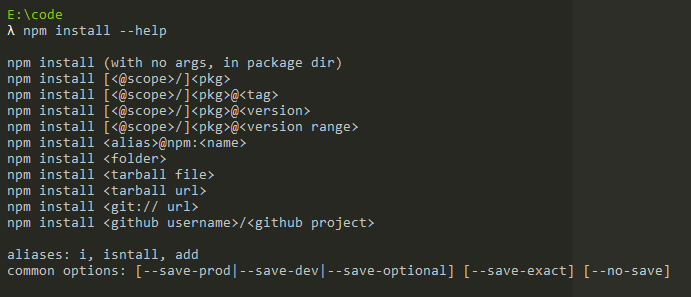 E:\code
λ npm install --help
npm install (with no args, in package dir)
npm install [<@scope>/]<pkg>
npm install [<@scope>/]<pkg>@<tag>
npm install [<@scope>/]<pkg>@<version>
npm install [<@scope>/]<pkg>@<version range>
npm install <alias>@npm:<name>
npm install <folder>
npm install <tarball file>
npm install <tarball url>
npm install <git:// url>
npm install <github username>/<github project>
aliases: i, isntall, add
common options: [--save-prod|--save-dev|--save-optional] [--save-exact] [--no-save]